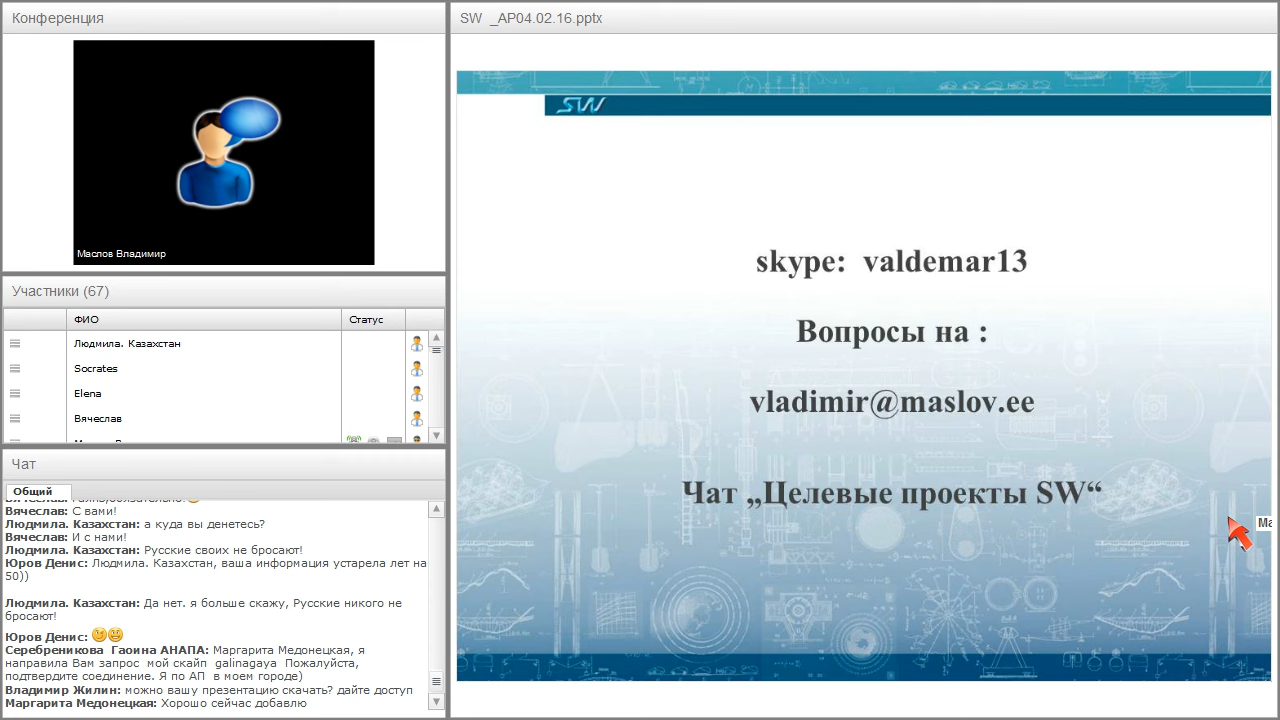 Конференция
Маслов Владимир
Участники (67)
ФИО
Статус
Людмила. Казахстан
Socrates
Elena
Вячеслав
Чат
Общий
Вячеслав: С вами!
Людмила. Казахстан: а куда вы денетесь?
Вячеслав: И с нами!
Людмила. Казахстан: Русские своих не бросают!
Юров Денис: Людмила. Казахстан, ваша информация устарела лет на
50))
Людмила. Казахстан: Да нет. я больше скажу, Русские никого не
бросают!
Юров Денис:
Серебреникова Гаоина АНАПА: Маргарита Медонецкая, я
направила Вам запрос мой скайп galinagaya Пожалуйста,
подтвердите соединение. Я по АП в моем городе)
Владимир Жилин: можно вашу презентацию скачать? дайте доступ
Маргарита Медонецкая: Хурошо сейчас добавлю
SW _AP04.02.16.pptx
SW
skype: valdemar13
Вопросы на :
vladimir@maslov.ee
Чат „Целевые проекты SW“
Ма